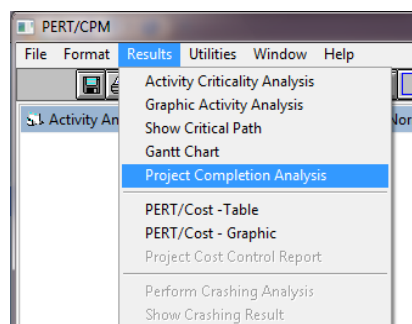 PERT/CPM
File Format Results Utilities Window Help
Activity Criticality Analysis
Graphic Activity Analysis
Activity An
Show Critical Path
Gantt Chart
Project Completion Analysis
PERT/Cost -Table
PERT/Cost - Graphic
Project Cost Control Report
Perform Crashing Analysis
Show Crashing Result